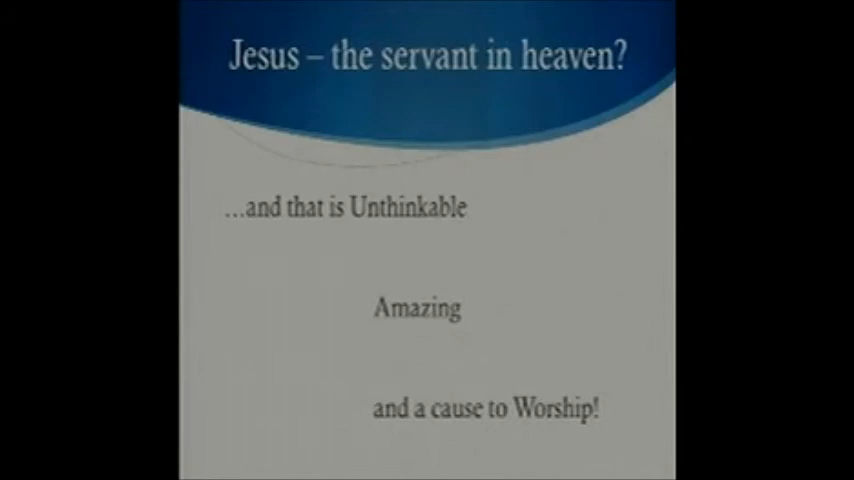 Jesus – the servant in heaven?
…and that is Unthinkable
Amazing
and a cause to Worship!